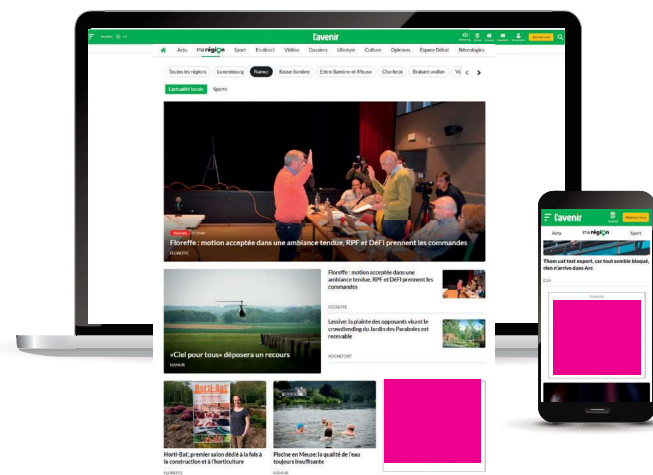 l'avenir
Actu ma région Sport En direct Vidéos Dossiers Lifestyle Culture Opinions Espace Débat Nécrologies
Toutes les régions Luxembourg Namur Basse-Sambre Entre-Sambre-et-Meuse Charleroi Brabant wallon
L'actualité locale Sports
Floreffe : motion acceptée dans une ambiance tendue, RPF et DéFI prennent les commandes
FLOREFFE
Floreffe : motion acceptée dans une
ambiance tendue, RPF et DéFI prennent les
commandes
FLOREFFE
Lessive: la plainte des opposants visant le
crowdlending du Jardin des Paraboles est
recevable
ROCHEFORT
«Ciel pour tous» déposera un recours
NAMUR
Horti-Bat'
Horti-Bat', premier salon dédié à la fois à
la construction et à l'horticulture
FLOREFFE
Piscine en Meuse: la qualité de l'eau
toujours insuffisante
NAMUR
l'avenir
Actu ma région Sport
Thom sat test export, car tout semble bloqué,
rien n'arrive dans Arc